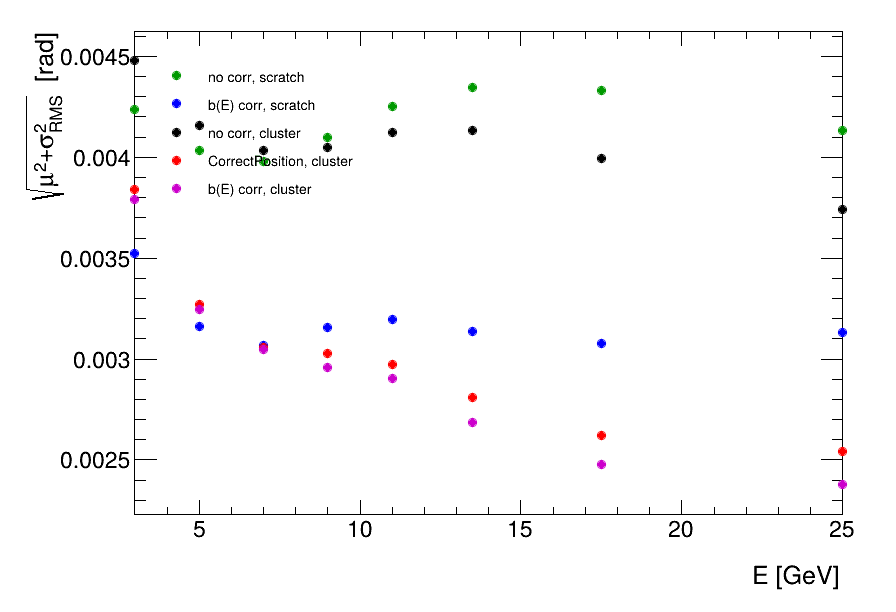 √μ²+σ²RMS [rad]
0.0045
0.004
0.0035
0.003
0.0025
no corr, scratch
b(E) corr, scratch
no corr, cluster
CorrectPosition, cluster
b(E) corr, cluster
5 10 15 20 25
E [GeV]